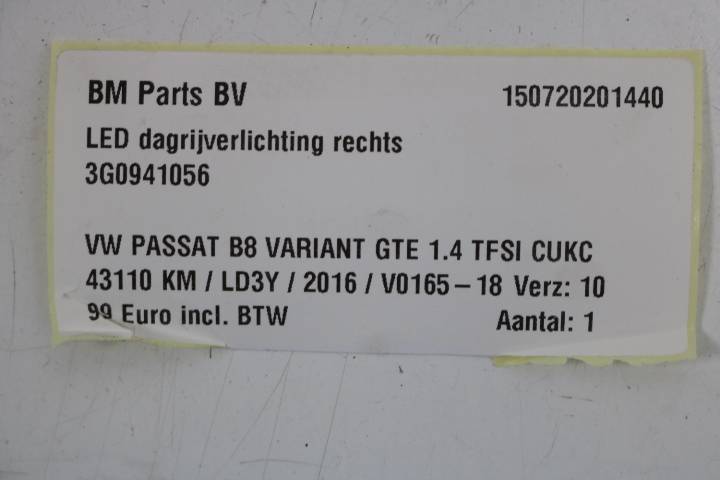 BM Parts BV 150720201440
LED dagrijverlichting rechts
3G0941056
VW PASSAT B8 VARIANT GTE 1.4 TFSI CUKC
43110 KM / LD3Y / 2016 / V0165-18 Verz: 10
99 Euro incl. BTW Aantal: 1